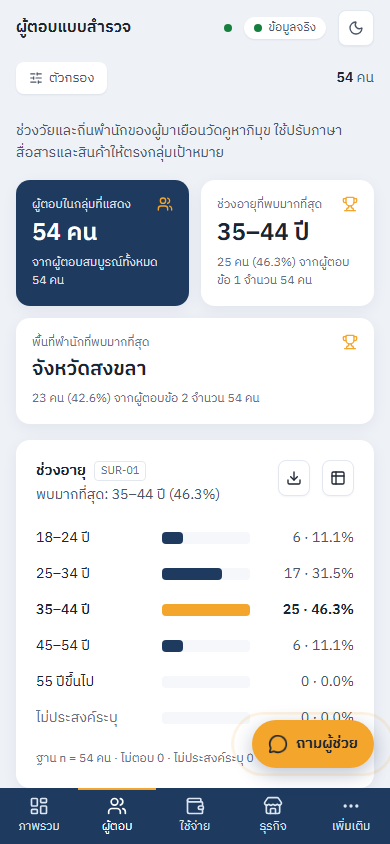 ผู้ตอบแบบสำรวจ
ข้อมูลจริง
ตัวกรอง
54 คน
ช่วงวัยและถิ่นพำนักของผู้มาเยือนวัดคูหาภิมุข ใช้ปรับภาษา
สื่อสารและสินค้าให้ตรงกลุ่มเป้าหมาย
ผู้ตอบในกลุ่มที่แสดง
54 คน
จากผู้ตอบสมบูรณ์ทั้งหมด
54 คน
ช่วงอายุที่พบมากที่สุด
35–44 ปี
25 คน (46.3%) จากผู้ตอบ
ข้อ 1 จำนวน 54 คน
พื้นที่พำนักที่พบมากที่สุด
จังหวัดสงขลา
23 คน (42.6%) จากผู้ตอบข้อ 2 จำนวน 54 คน
ช่วงอายุ SUR-01
พบมากที่สุด: 35–44 ปี (46.3%)
18–24 ปี 6 · 11.1%
25–34 ปี 17 · 31.5%
35–44 ปี 25 · 46.3%
45–54 ปี 6 · 11.1%
55 ปีขึ้นไป 0 · 0.0%
ไม่ประสงค์ระบุ 0 · 0.0%
ฐาน n = 54 คน · ไม่ตอบ 0 · ไม่ประสงค์ระบุ 0
ถามผู้ช่วย
ภาพรวม ผู้ตอบ ใช้จ่าย ธุรกิจ เพิ่มเติม